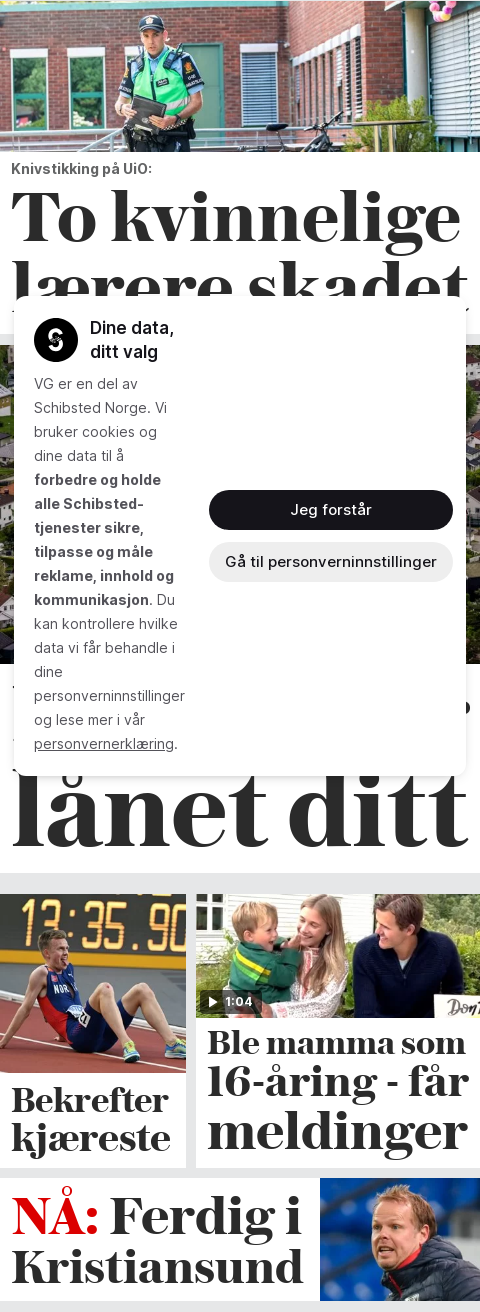 Knivstikking på UiO:
To kvinnelige
lærere skadet
Dine data,
ditt valg
VG er en del av
Schibsted Norge. Vi
bruker cookies og
dine data til å
forbedre og holde
alle Schibsted-
tjenester sikre,
tilpasse og måle
reklame, innhold og
kommunikasjon. Du
kan kontrollere hvilke
data vi får behandle i
dine
personverninnstillinger
og lese mer i vår
personvernerklæring.
Jeg forstår
Gå til personverninnstillinger
lånet ditt
13:35.90
NOR
1:04
Bekrefter
kjæreste
Ble mamma som
16-åring - får
meldinger
NÅ: Ferdig i
Kristiansund